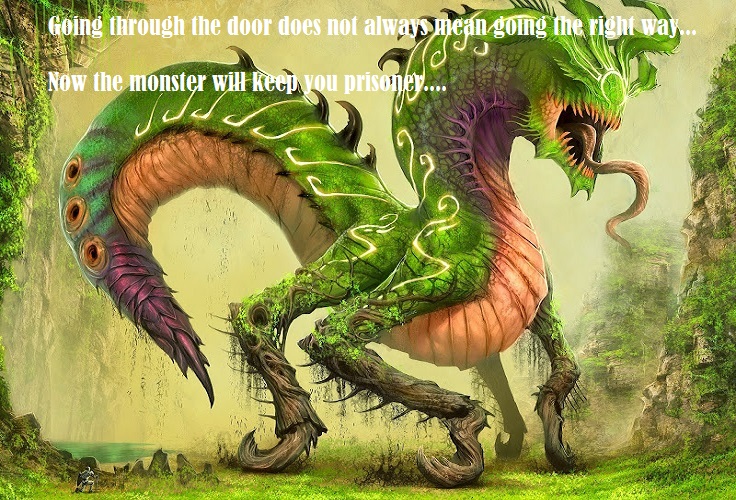 Going through the door does not always mean going the right way...
Now the monster will keep you prisoner....